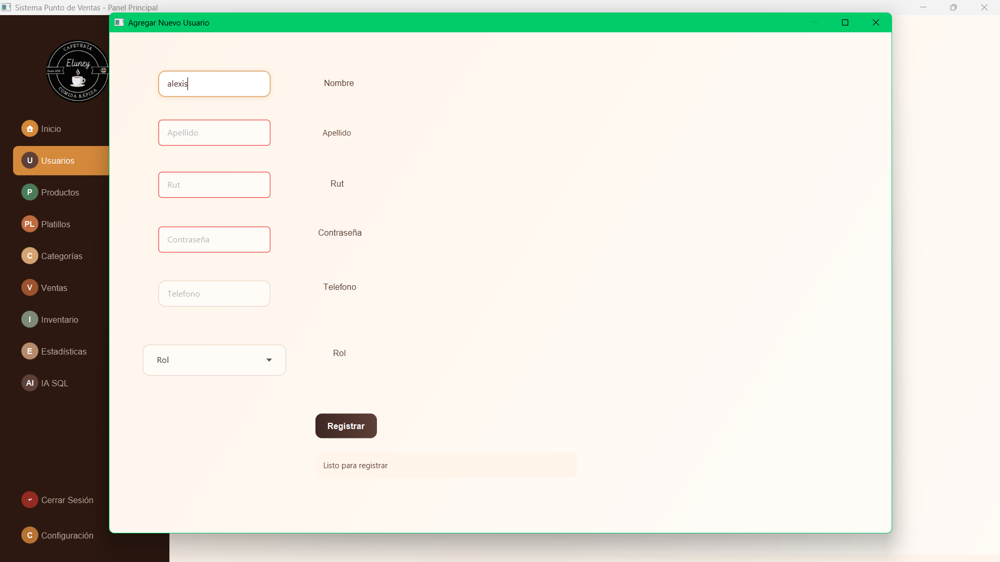 Sistema Punto de Ventas - Panel Principal
Agregar Nuevo Usuario
CAFETERÍA
Eluney
Desde 2018
COMIDA RÁPIDA
Inicio
U Usuarios
P Productos
PL Platillos
C Categorías
V Ventas
I Inventario
E Estadísticas
AI IA SQL
Cerrar Sesión
C Configuración
alexis Nombre
Apellido Apellido
Rut Rut
Contraseña Contraseña
Telefono Telefono
Rol Rol
Registrar
Listo para registrar